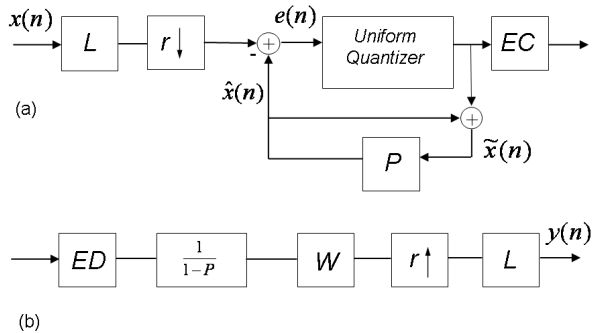 x(n)
L
r↓
-
+
e(n)
Uniform
Quantizer
EC
(a)
x̂(n)
+
x̃(n)
P
ED
1
1−P
W
r↑
L
y(n)
(b)